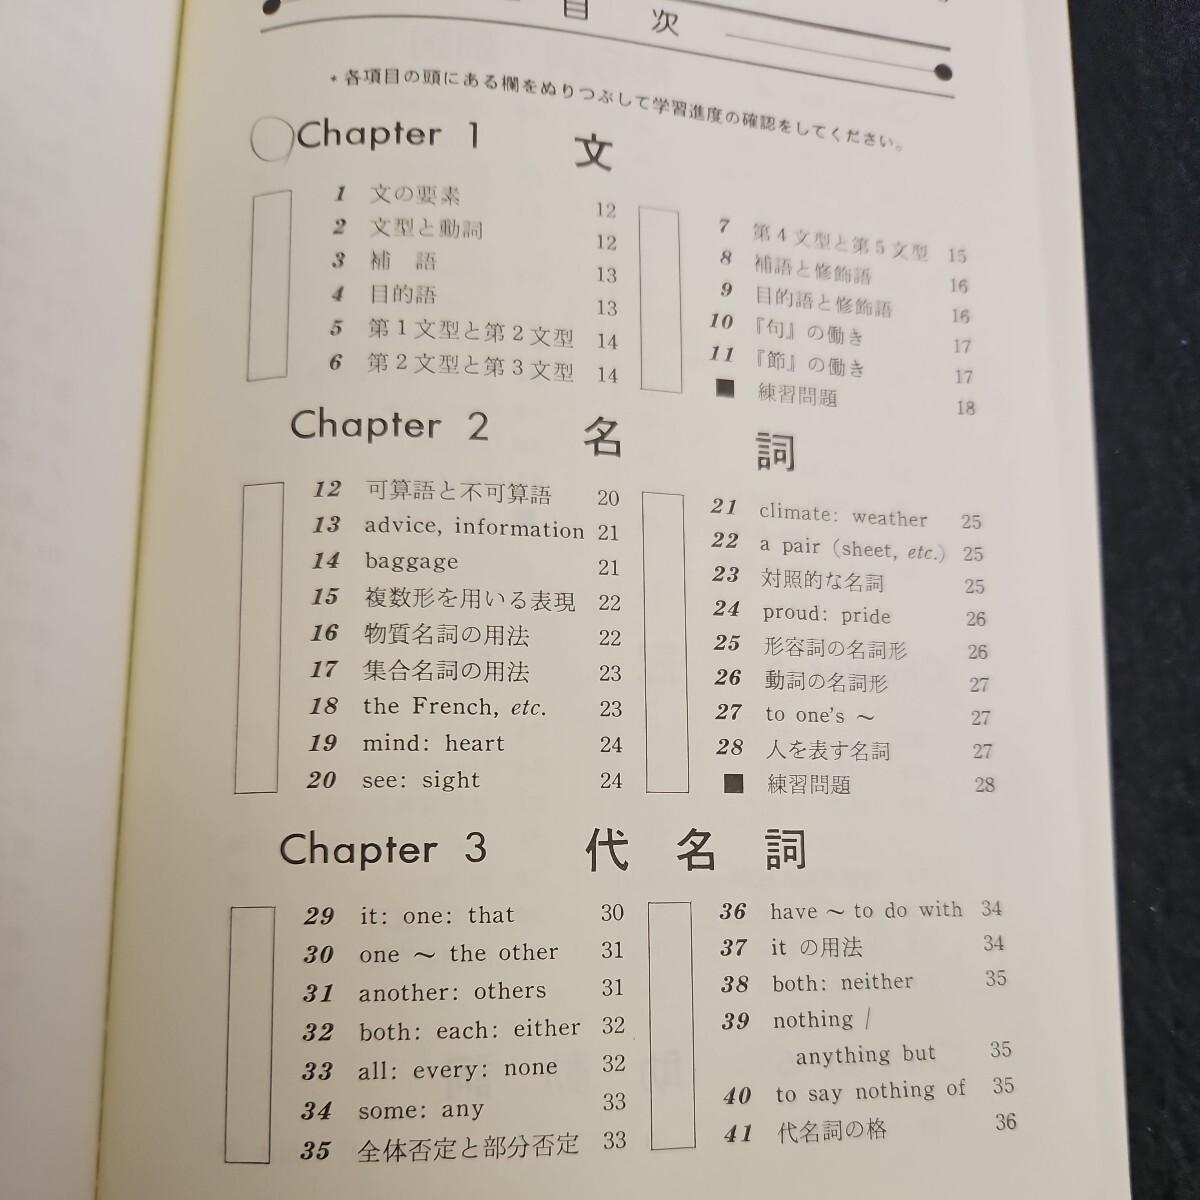 目次
*各項目の頭にある欄をぬりつぶして学習進度の確認をしてください。
Chapter 1 文
1 文の要素 12
2 文型と動詞 12
3 補語 13
4 目的語 13
5 第1文型と第2文型 14
6 第2文型と第3文型 14
7 第4文型と第5文型 15
8 補語と修飾語 16
9 目的語と修飾語 16
10 『句』の働き 17
11 『節』の働き 17
■ 練習問題 18
Chapter 2 名詞
12 可算語と不可算語 20
13 advice, information 21
14 baggage 21
15 複数形を用いる表現 22
16 物質名詞の用法 22
17 集合名詞の用法 23
18 the French, etc. 23
19 mind: heart 24
20 see: sight 24
21 climate: weather 25
22 a pair (sheet, etc.) 25
23 対照的な名詞 25
24 proud: pride 26
25 形容詞の名詞形 26
26 動詞の名詞形 27
27 to one's ～ 27
28 人を表す名詞 27
■ 練習問題 28
Chapter 3 代名詞
29 it: one: that 30
30 one ～ the other 31
31 another: others 31
32 both: each: either 32
33 all: every: none 32
34 some: any 33
35 全体否定と部分否定 33
36 have ～ to do with 34
37 it の用法 34
38 both: neither 35
39 nothing /
anything but 35
40 to say nothing of 35
41 代名詞の格 36